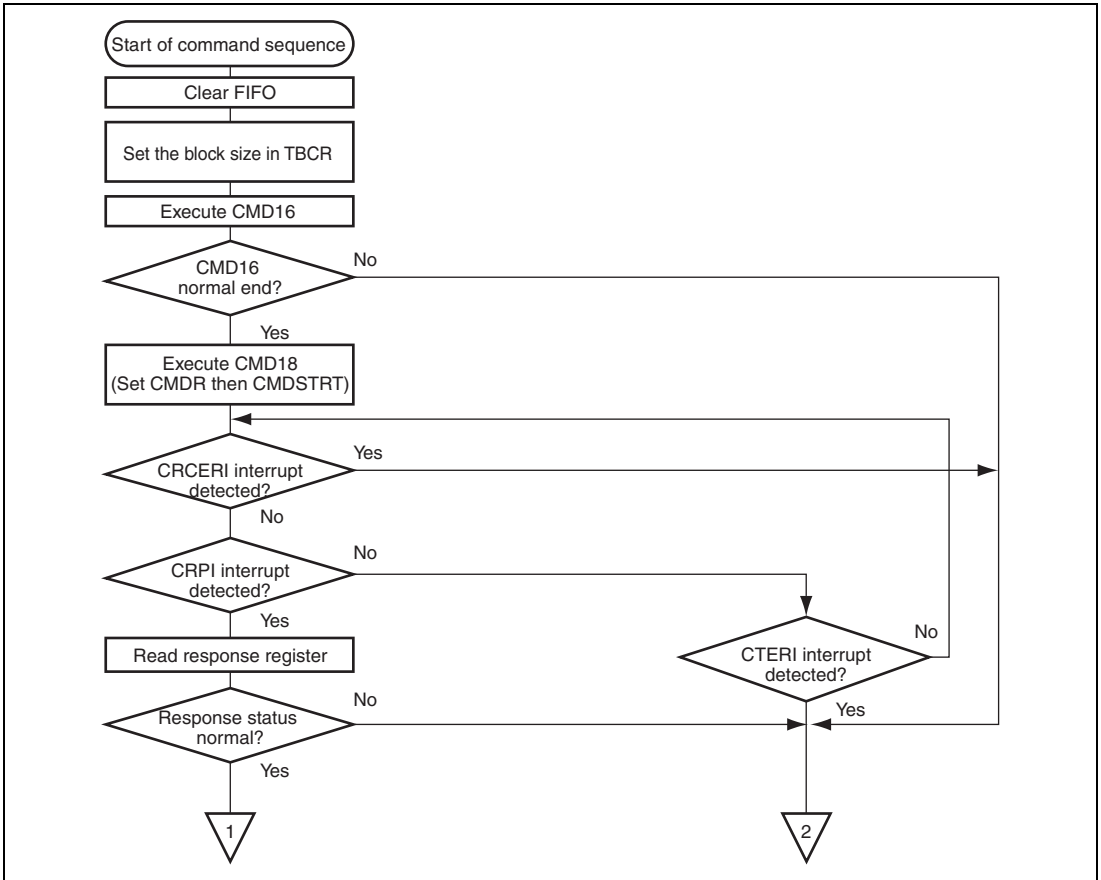 Start of command sequence
Clear FIFO
Set the block size in TBCR
Execute CMD16
CMD16
normal end?
No
Yes
Execute CMD18
(Set CMDR then CMDSTRT)
CRCERI interrupt
detected?
Yes
No
CRPI interrupt
detected?
No
Yes
CTERI interrupt
detected?
No
Yes
Read response register
Response status
normal?
No
Yes
1
2